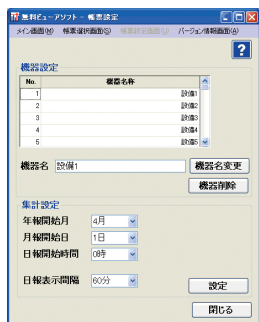 無料ビューアソフト - 帳票設定
メイン画面(M) 帳票選択画面(S) 帳票設定画面(U) バージョン情報画面(A)
?
機器設定
No. 機器名称
1 設備1
2 設備2
3 設備3
4 設備4
5 設備5
機器名 設備1 機器名変更
機器削除
集計設定
年報開始月 4月
月報開始日 1日
日報開始時間 0時
日報表示間隔 60分 設定
閉じる